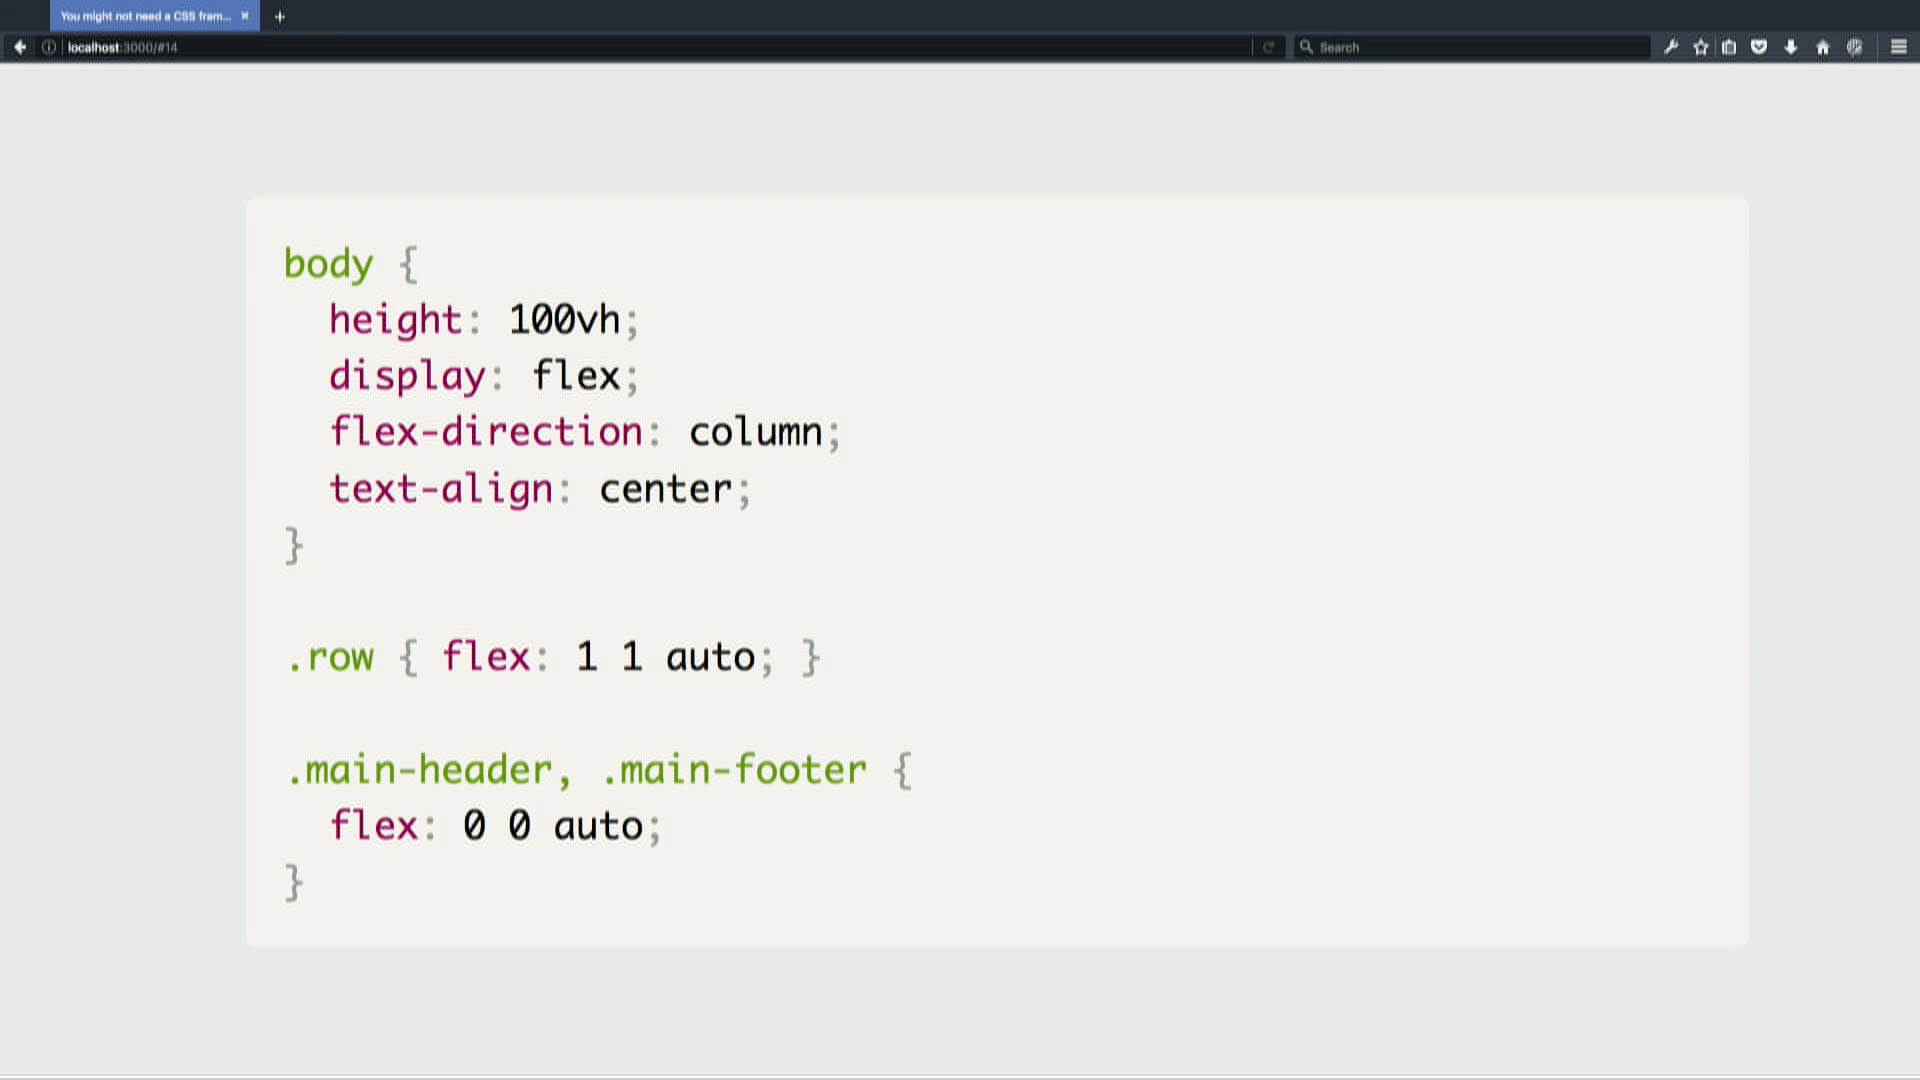 You might not need a CSS fram...
localhost:3000/#14
Search
body {
height: 100vh;
display: flex;
flex-direction: column;
text-align: center;
}
.row { flex: 1 1 auto; }
.main-header, .main-footer {
flex: 0 0 auto;
}